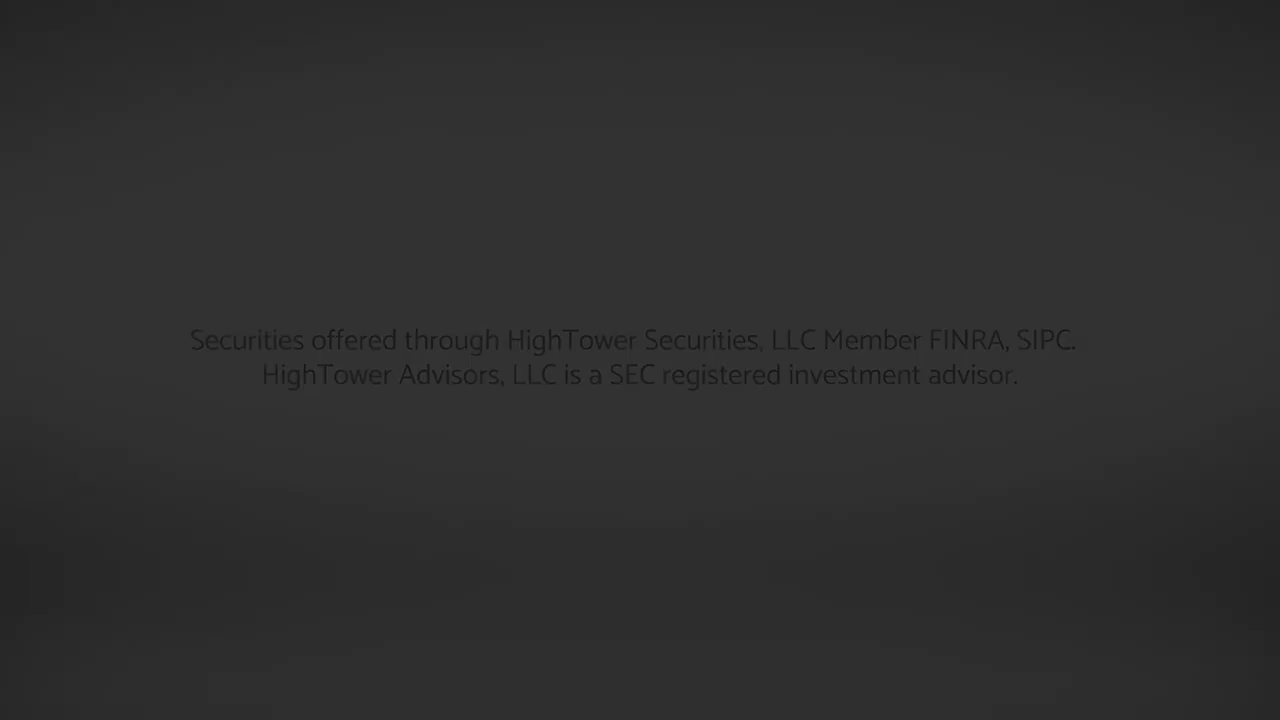 Securities offered through HighTower Securities, LLC Member FINRA, SIPC.
HighTower Advisors, LLC is a SEC registered investment advisor.